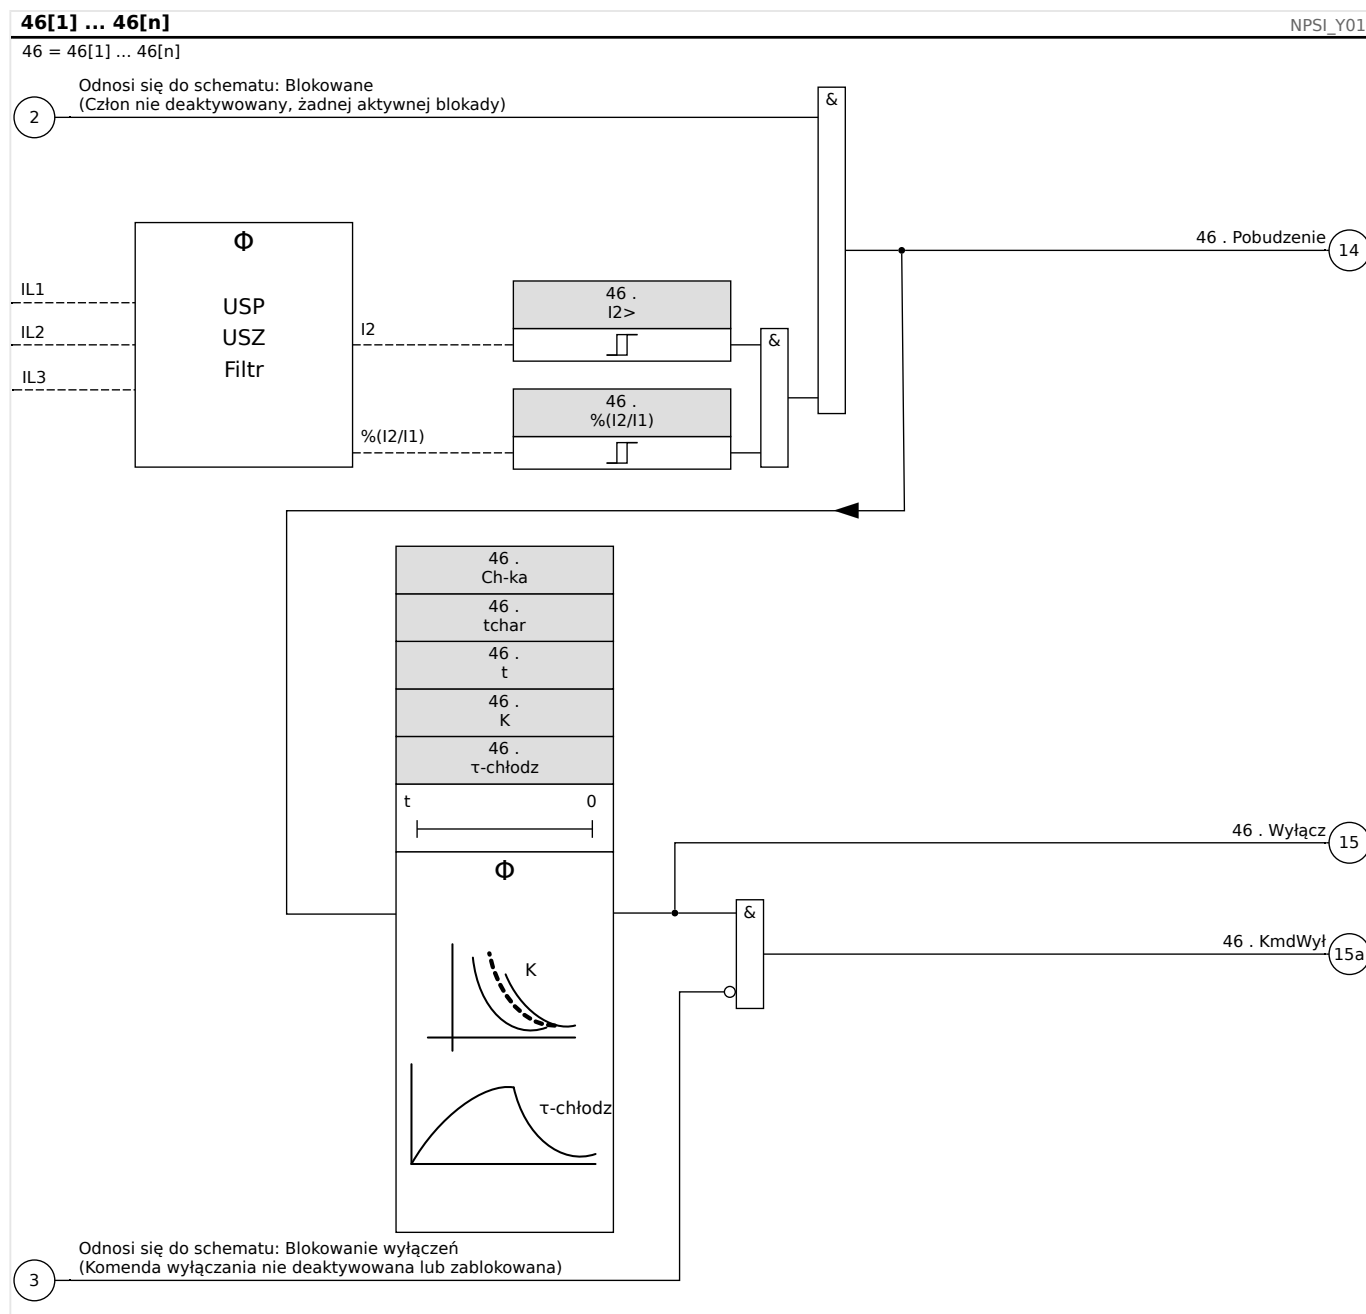 46[1] ... 46[n]
NPSI_Y01
46 = 46[1] ... 46[n]
Odnosi się do schematu: Blokowane
(Człon nie deaktywowany, żadnej aktywnej blokady)
2
&
46 . Pobudzenie
14
Φ
USP
USZ
Filtr
IL1
IL2
IL3
I2
%(I2/I1)
46 .
I2>
46 .
%(I2/I1)
&
46 .
Ch-ka
46 .
tchar
46 .
t
46 .
K
46 .
τ-chłodz
t 0
Φ
K
τ-chłodz
46 . Wyłącz
15
&
46 . KmdWył
15a
Odnosi się do schematu: Blokowanie wyłączeń
(Komenda wyłączania nie deaktywowana lub zablokowana)
3